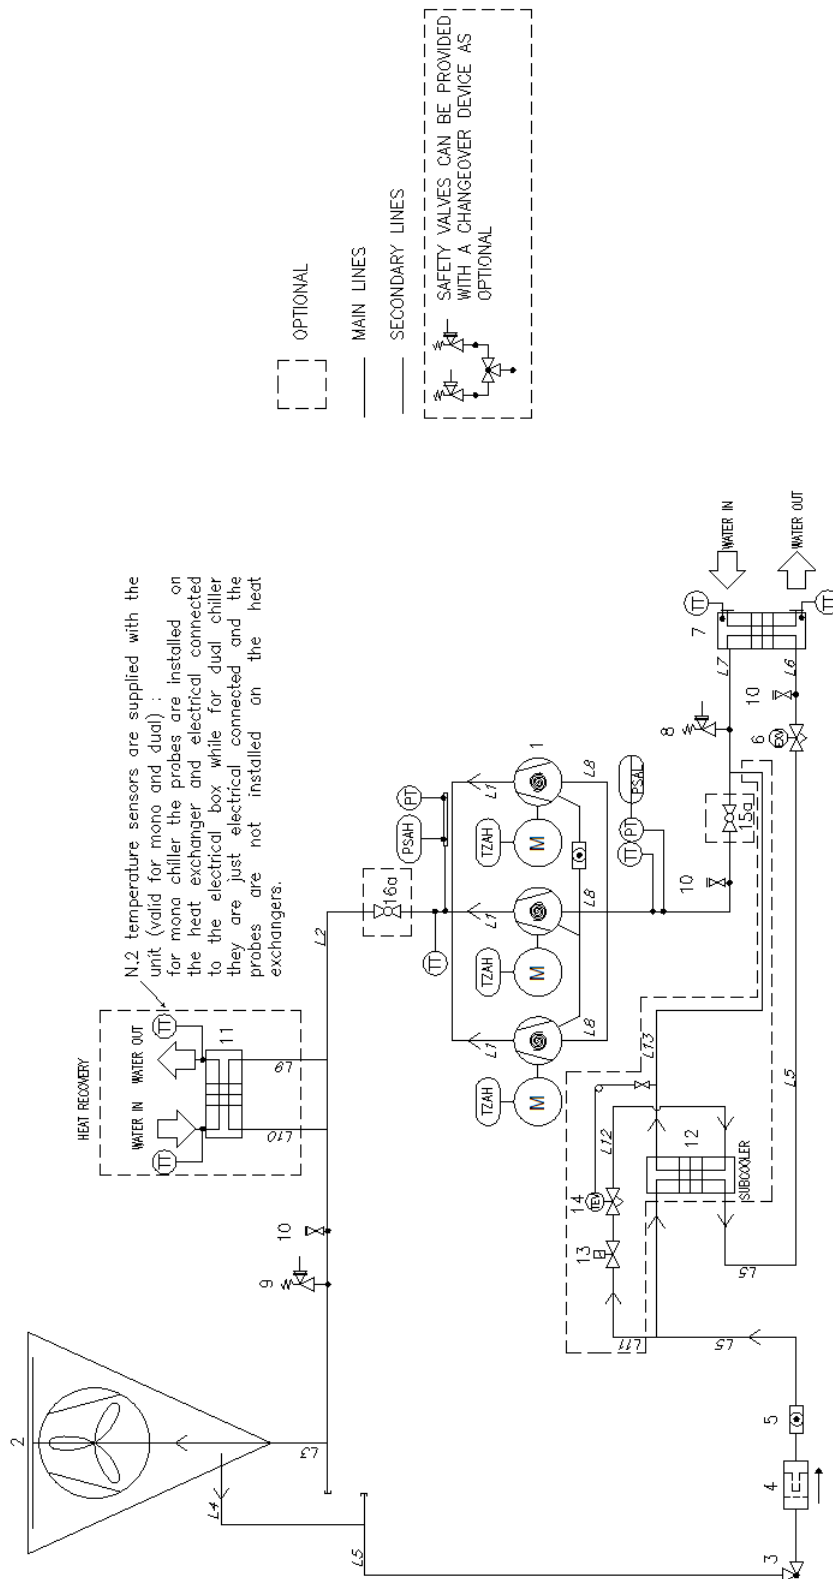 OPTIONAL
MAIN LINES
SECONDARY LINES
SAFETY VALVES CAN BE PROVIDED
WITH A CHANGEOVER DEVICE AS
OPTIONAL
N.2 temperature sensors are supplied with the
unit (valid for mono and dual) :
for mono chiller the probes are installed on
the heat exchanger and electrical connected
to the electrical box while for dual chiller
they are just electrical connected and the
probes are not installed on the heat
exchangers.
HEAT RECOVERY
WATER IN WATER OUT
TT
TT
11
L10
L9
2
L3
L4
L5
9
10
L2
16a
TT
PSAH
PT
L1
L1
L1
TZAH
TZAH
TZAH
M
M
M
1
L8
L8
L8
TT
PT
PSAL
10
15a
8
L7
7
TT
TT
WATER IN
WATER OUT
L6
10
6
EXV
L13
L12
14
TEV
13
12
SUBCOOLER
L11
L5
L5
L5
5
4
3